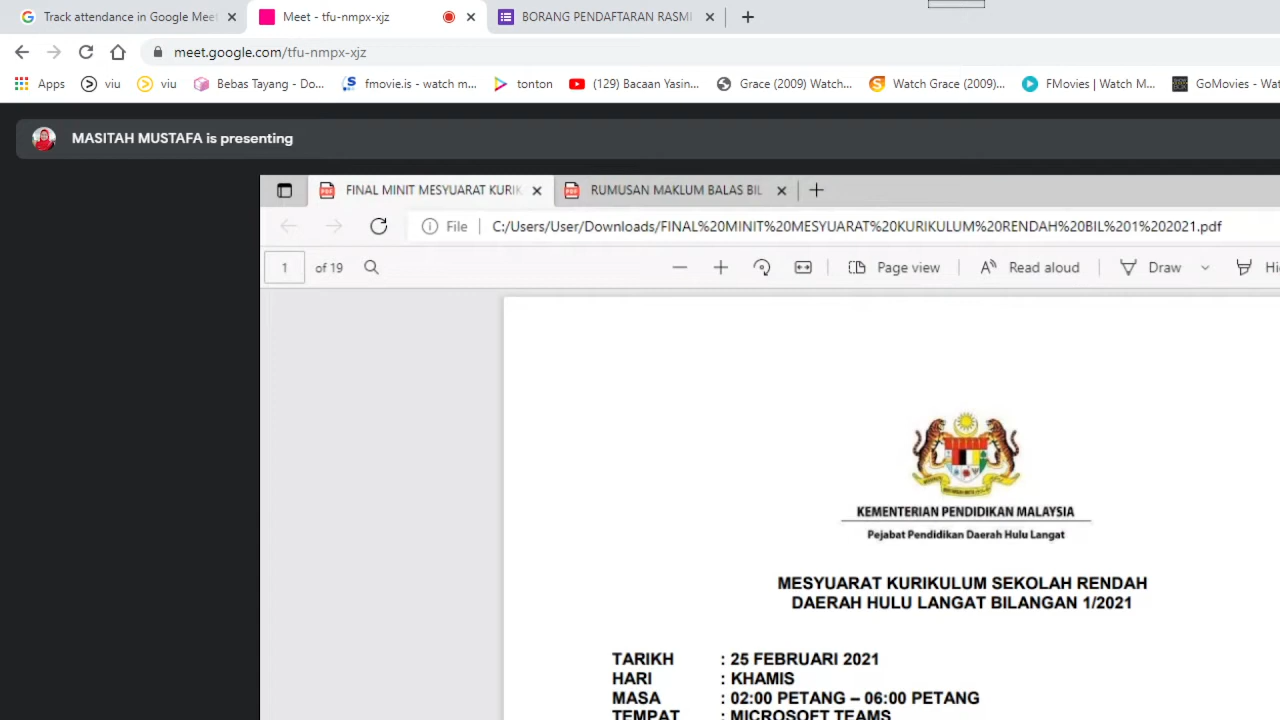 Track attendance in Google Meet
Meet - tfu-nmpx-xjz
BORANG PENDAFTARAN RASMI
meet.google.com/tfu-nmpx-xjz
Apps
viu
viu
Bebas Tayang - Do...
fmovie.is - watch m...
tonton
(129) Bacaan Yasin...
Grace (2009) Watch...
Watch Grace (2009)...
FMovies | Watch M...
GoMovies - Wat
MASITAH MUSTAFA is presenting
FINAL MINIT MESYUARAT KURIK
RUMUSAN MAKLUM BALAS BIL
File
C:/Users/User/Downloads/FINAL%20MINIT%20MESYUARAT%20KURIKULUM%20RENDAH%20BIL%201%202021.pdf
1 of 19
Page view
Read aloud
Draw
Hi
KEMENTERIAN PENDIDIKAN MALAYSIA
Pejabat Pendidikan Daerah Hulu Langat
MESYUARAT KURIKULUM SEKOLAH RENDAH
DAERAH HULU LANGAT BILANGAN 1/2021
TARIKH : 25 FEBRUARI 2021
HARI : KHAMIS
MASA : 02:00 PETANG – 06:00 PETANG
TEMPAT : MICROSOFT TEAMS